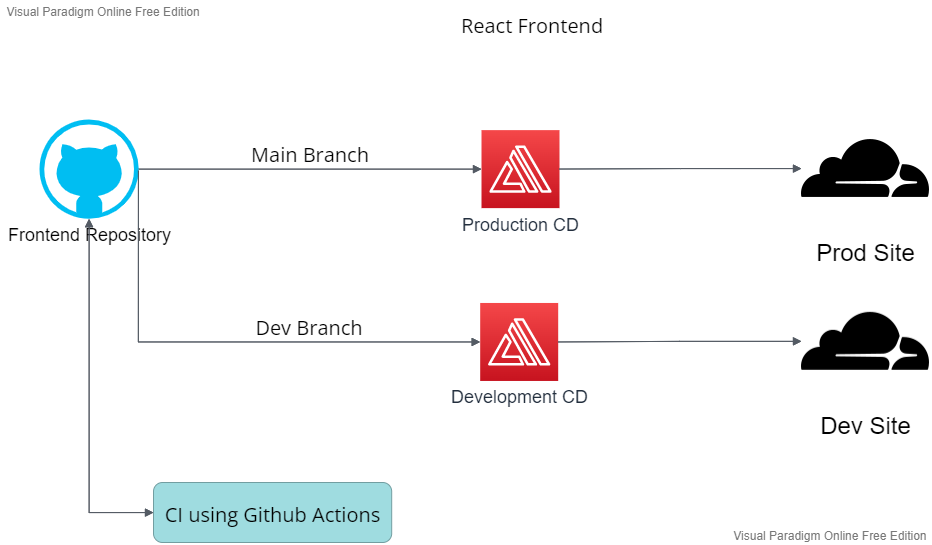 Visual Paradigm Online Free Edition
React Frontend
Main Branch
Frontend Repository
Production CD
Prod Site
Dev Branch
Development CD
Dev Site
CI using Github Actions
Visual Paradigm Online Free Edition